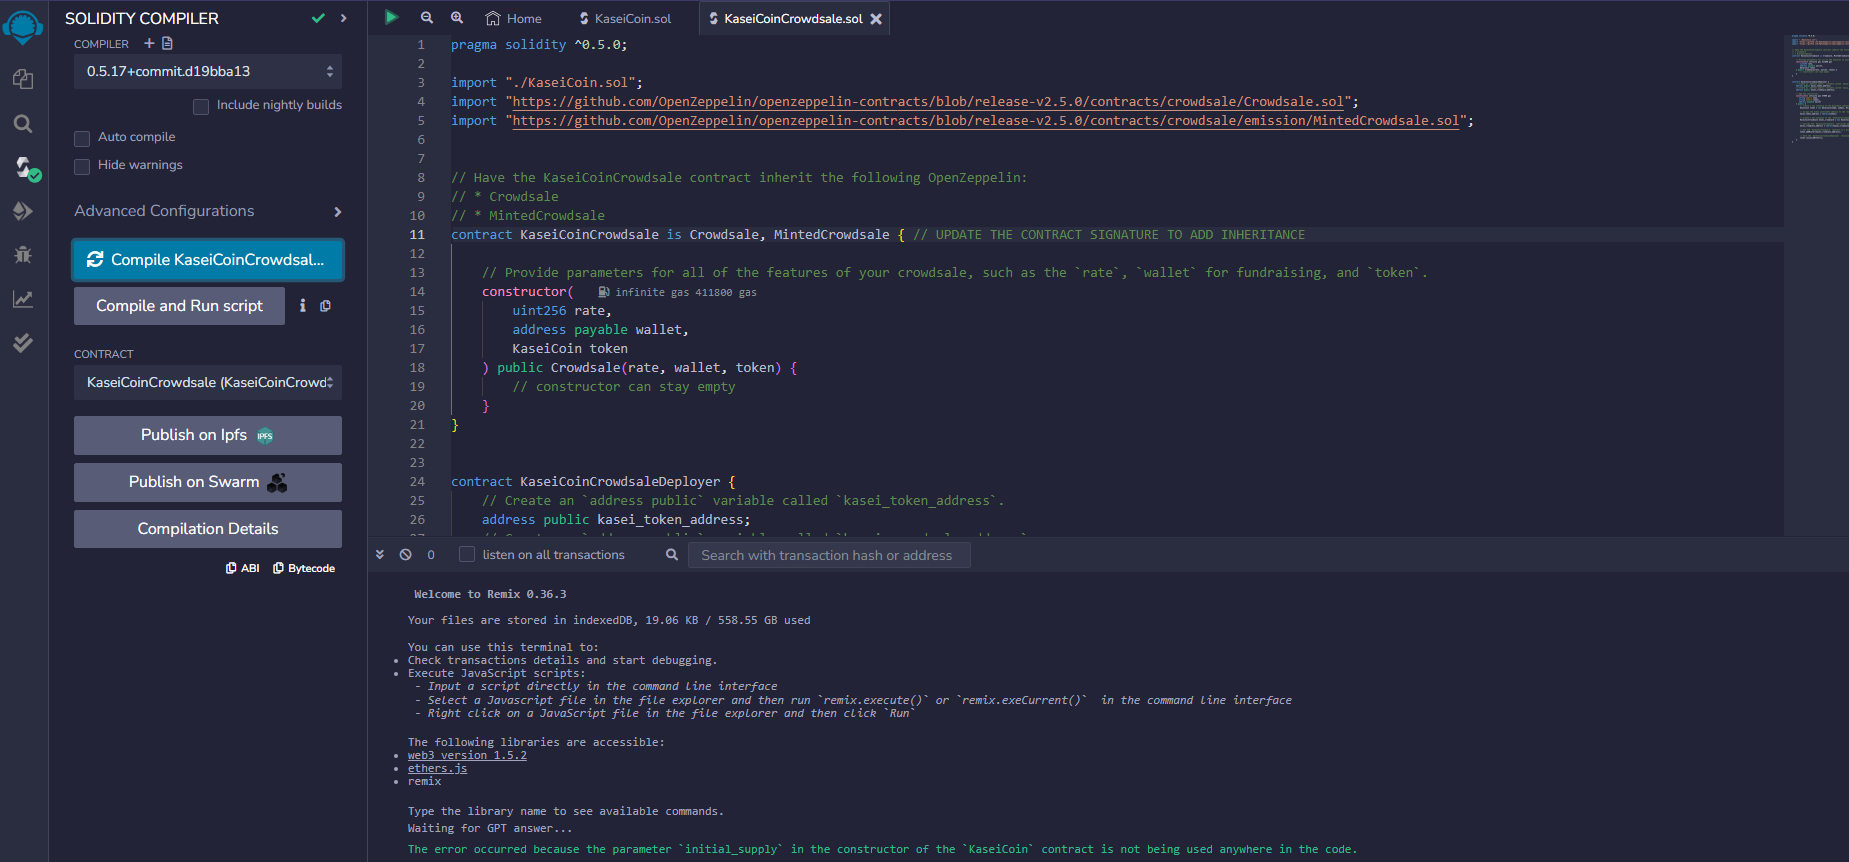 SOLIDITY COMPILER
COMPILER
0.5.17+commit.d19bba13
Include nightly builds
Auto compile
Hide warnings
Advanced Configurations
Compile KaseiCoinCrowdsal...
Compile and Run script
CONTRACT
KaseiCoinCrowdsale (KaseiCoinCrowd
Publish on Ipfs IPFS
Publish on Swarm
Compilation Details
ABI Bytecode
Home KaseiCoin.sol KaseiCoinCrowdsale.sol
1 pragma solidity ^0.5.0;
2
3 import "./KaseiCoin.sol";
4 import "https://github.com/OpenZeppelin/openzeppelin-contracts/blob/release-v2.5.0/contracts/crowdsale/Crowdsale.sol";
5 import "https://github.com/OpenZeppelin/openzeppelin-contracts/blob/release-v2.5.0/contracts/crowdsale/emission/MintedCrowdsale.sol";
6
7
8 // Have the KaseiCoinCrowdsale contract inherit the following OpenZeppelin:
9 // * Crowdsale
10 // * MintedCrowdsale
11 contract KaseiCoinCrowdsale is Crowdsale, MintedCrowdsale { // UPDATE THE CONTRACT SIGNATURE TO ADD INHERITANCE
12
13 // Provide parameters for all of the features of your crowdsale, such as the `rate`, `wallet` for fundraising, and `token`.
14 constructor( infinite gas 411800 gas
15 uint256 rate,
16 address payable wallet,
17 KaseiCoin token
18 ) public Crowdsale(rate, wallet, token) {
19 // constructor can stay empty
20 }
21 }
22
23
24 contract KaseiCoinCrowdsaleDeployer {
25 // Create an `address public` variable called `kasei_token_address`.
26 address public kasei_token_address;
0 listen on all transactions Search with transaction hash or address
Welcome to Remix 0.36.3
Your files are stored in indexedDB, 19.06 KB / 558.55 GB used
You can use this terminal to:
• Check transactions details and start debugging.
• Execute JavaScript scripts:
- Input a script directly in the command line interface
- Select a Javascript file in the file explorer and then run `remix.execute()` or `remix.exeCurrent()` in the command line interface
- Right click on a JavaScript file in the file explorer and then click `Run`
The following libraries are accessible:
• web3 version 1.5.2
• ethers.js
• remix
Type the library name to see available commands.
Waiting for GPT answer...
The error occurred because the parameter `initial_supply` in the constructor of the `KaseiCoin` contract is not being used anywhere in the code.